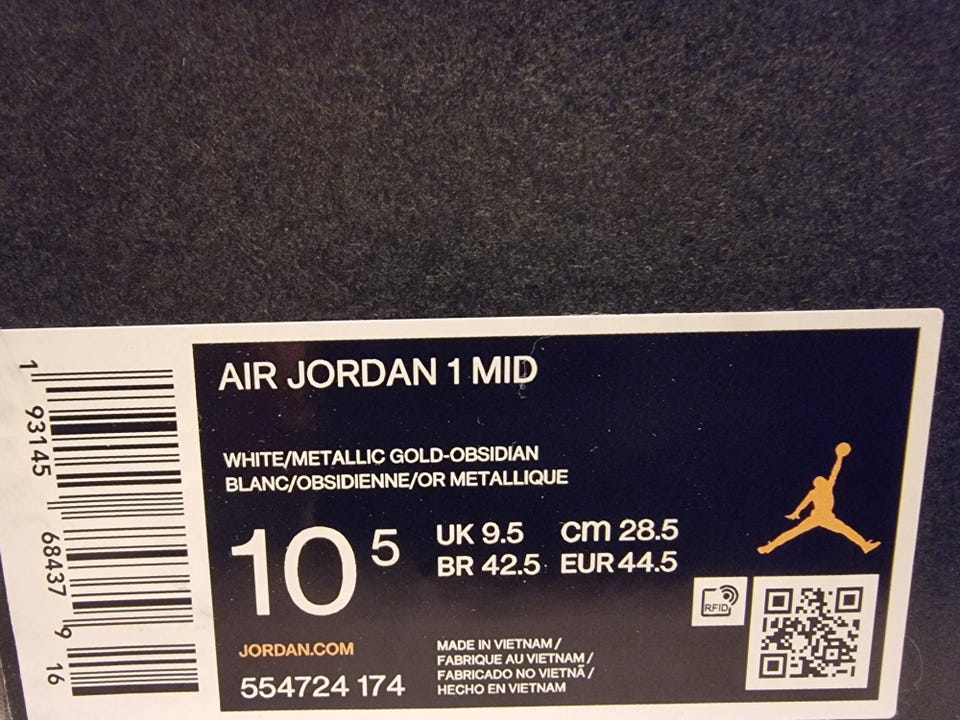 AIR JORDAN 1 MID
WHITE/METALLIC GOLD-OBSIDIAN
BLANC/OBSIDIENNE/OR METALLIQUE
10 5
UK 9.5 cm 28.5
BR 42.5 EUR 44.5
RFID
JORDAN.COM
554724 174
MADE IN VIETNAM /
FABRIQUE AU VIETNAM /
FABRICADO NO VIETNÃ /
HECHO EN VIETNAM
1 93145 68437 9 16